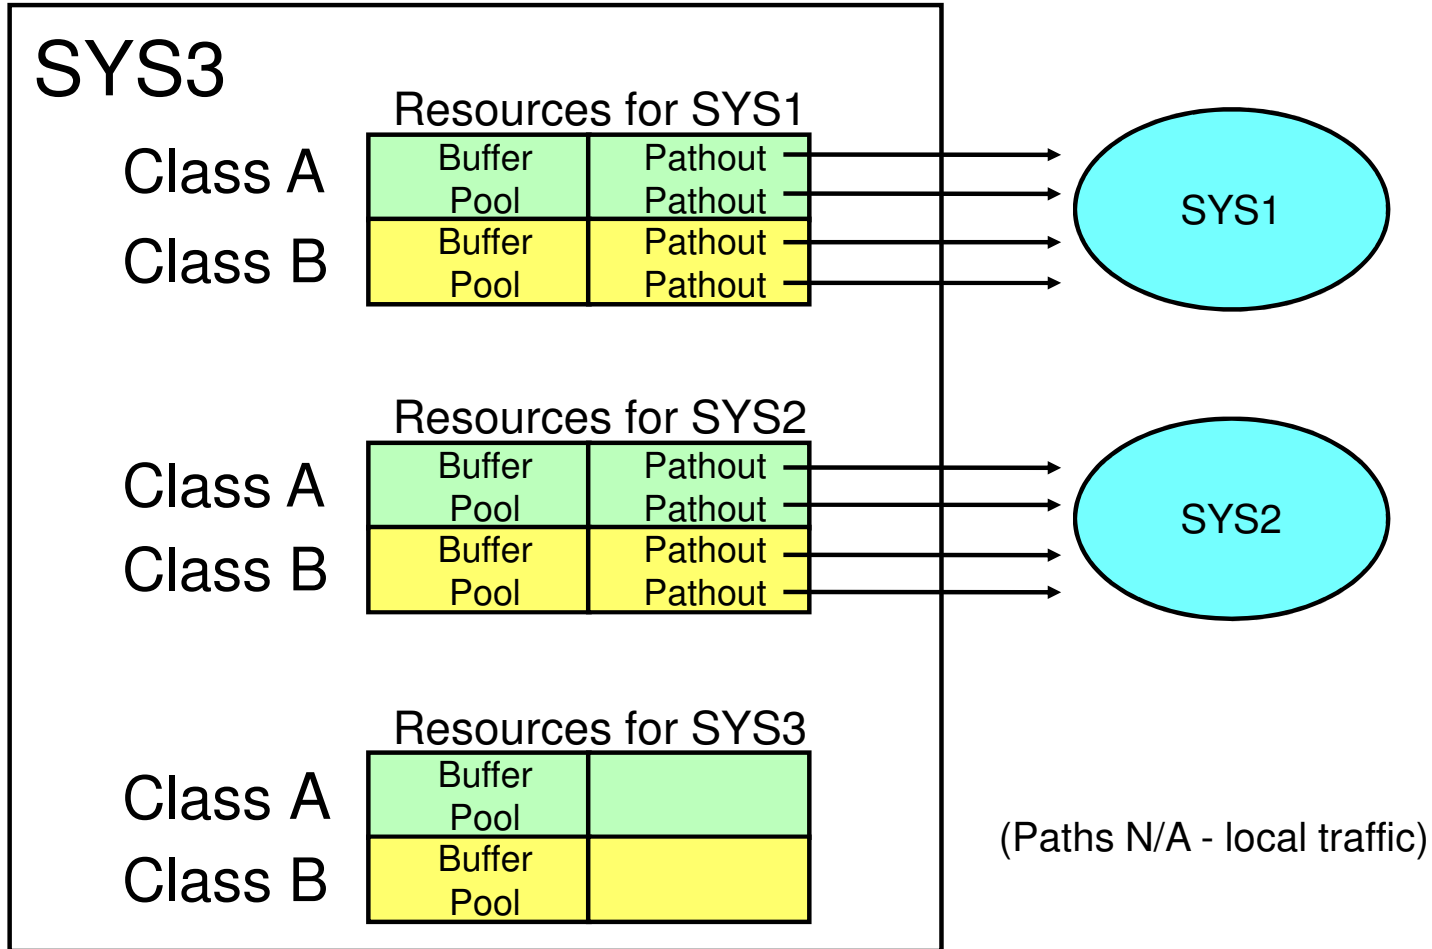 SYS3
Resources for SYS1
Class A
Buffer Pool
Pathout
Pathout
Class B
Buffer Pool
Pathout
Pathout
SYS1
Resources for SYS2
Class A
Buffer Pool
Pathout
Pathout
Class B
Buffer Pool
Pathout
Pathout
SYS2
Resources for SYS3
Class A
Buffer Pool
Class B
Buffer Pool
(Paths N/A - local traffic)